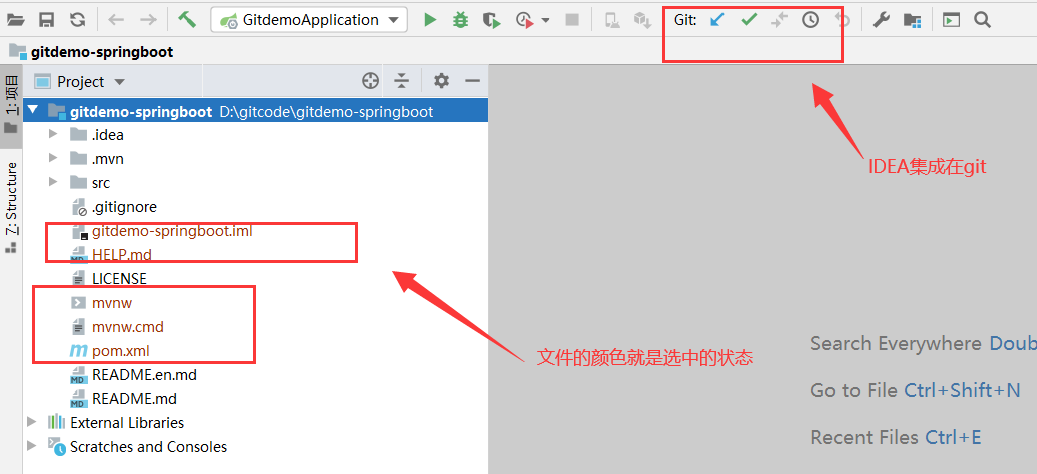 GitdemoApplication
Git:
gitdemo-springboot
1: 项目
Project
gitdemo-springboot D:\gitcode\gitdemo-springboot
.idea
.mvn
src
.gitignore
gitdemo-springboot.iml
HELP.md
LICENSE
mvnw
mvnw.cmd
pom.xml
README.en.md
README.md
External Libraries
Scratches and Consoles
Z: Structure
IDEA集成在git
文件的颜色就是选中的状态
Search Everywhere Doub
Go to File Ctrl+Shift+N
Recent Files Ctrl+E